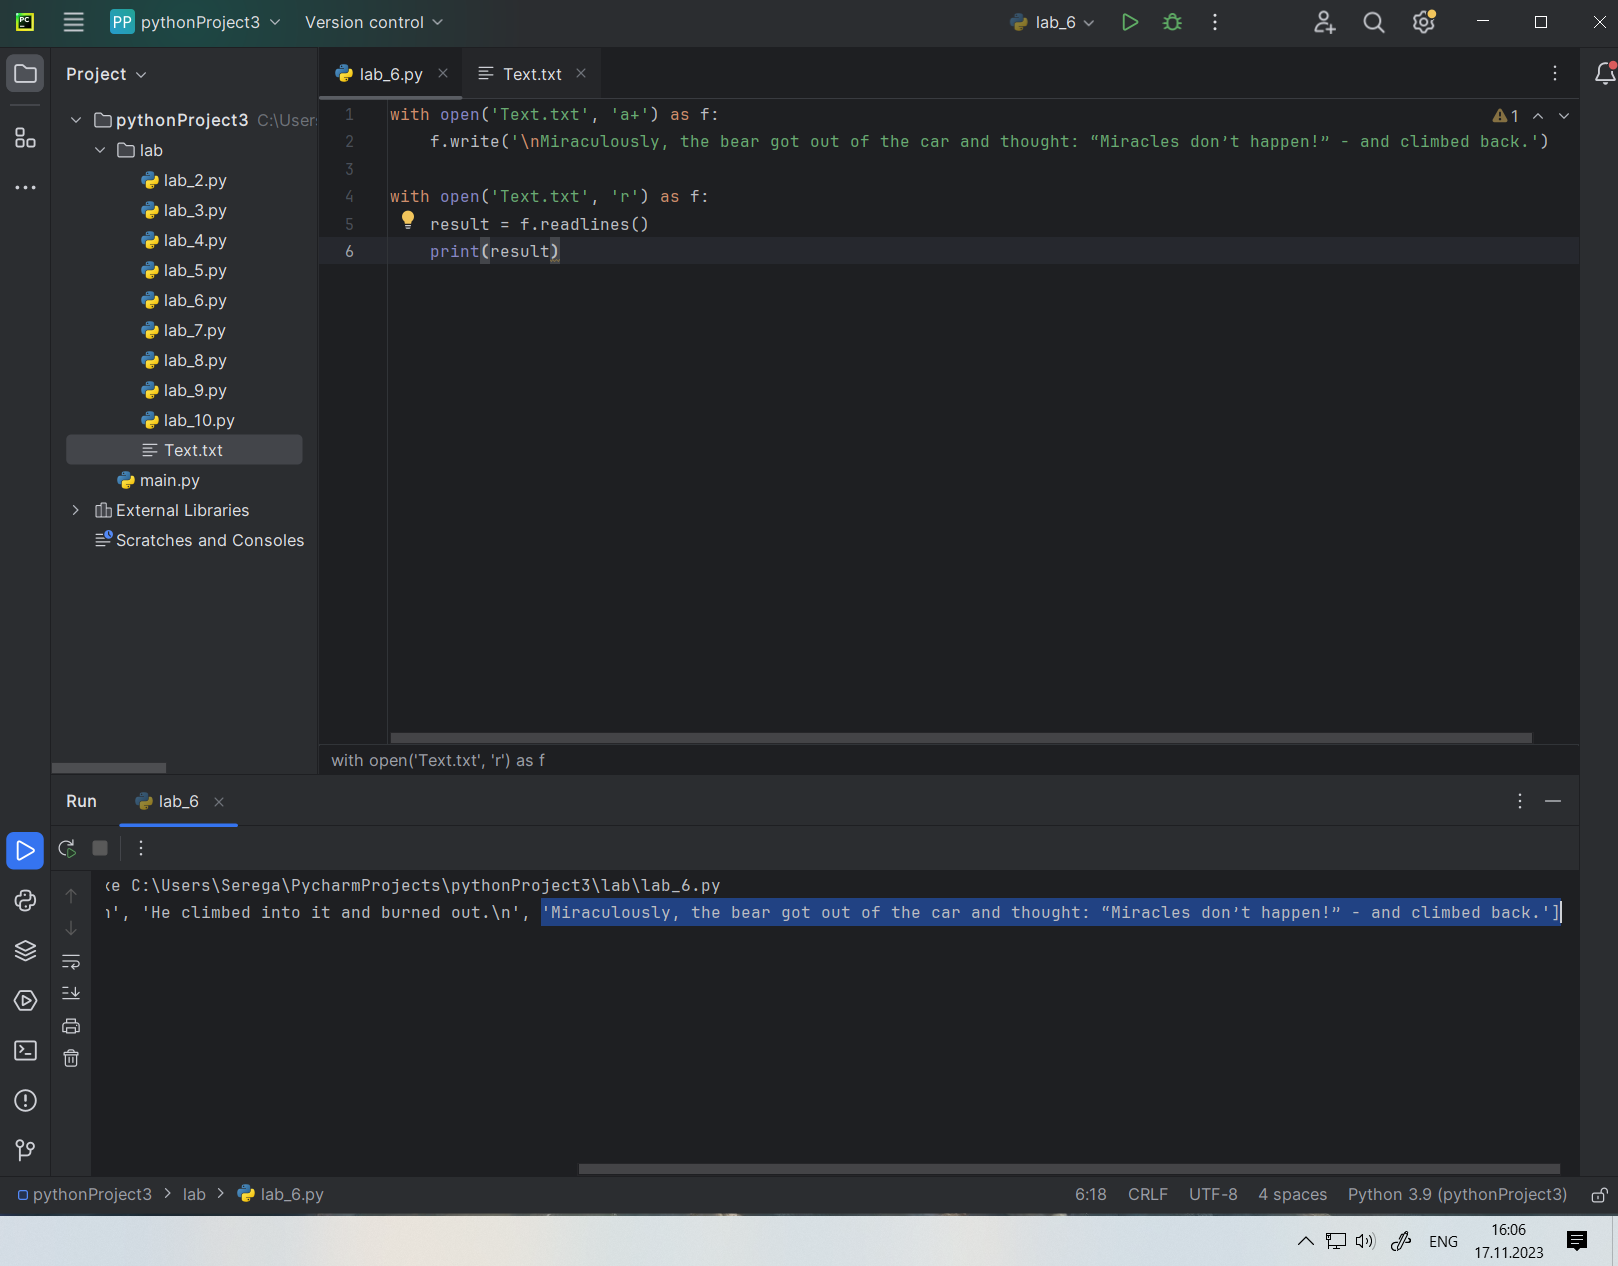 PC
PP pythonProject3 Version control lab_6
Project lab_6.py Text.txt
pythonProject3 C:\Users
lab
lab_2.py
lab_3.py
lab_4.py
lab_5.py
lab_6.py
lab_7.py
lab_8.py
lab_9.py
lab_10.py
Text.txt
main.py
External Libraries
Scratches and Consoles
1 with open('Text.txt', 'a+') as f:
2 f.write('\nMiraculously, the bear got out of the car and thought: “Miracles don’t happen!” - and climbed back.')
3
4 with open('Text.txt', 'r') as f:
5 result = f.readlines()
6 print(result)
1
with open('Text.txt', 'r') as f
Run lab_6
C:\Users\Serega\PycharmProjects\pythonProject3\lab\lab_6.py
', 'He climbed into it and burned out.\n', 'Miraculously, the bear got out of the car and thought: “Miracles don’t happen!” - and climbed back.']
pythonProject3 > lab > lab_6.py 6:18 CRLF UTF-8 4 spaces Python 3.9 (pythonProject3)
ENG
16:06
17.11.2023